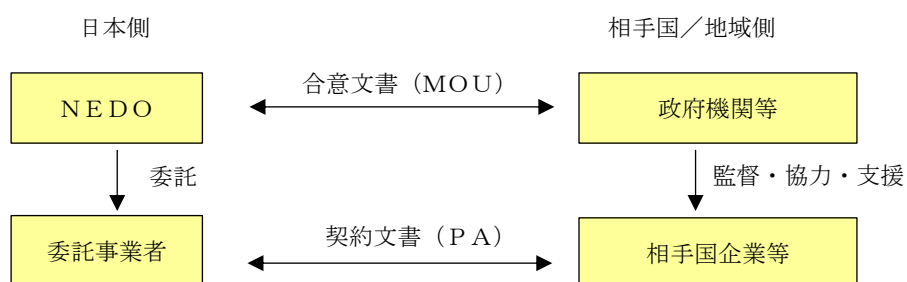 日本側
相手国／地域側
ＮＥＤＯ
合意文書（ＭＯＵ）
政府機関等
委託
監督・協力・支援
委託事業者
契約文書（ＰＡ）
相手国企業等